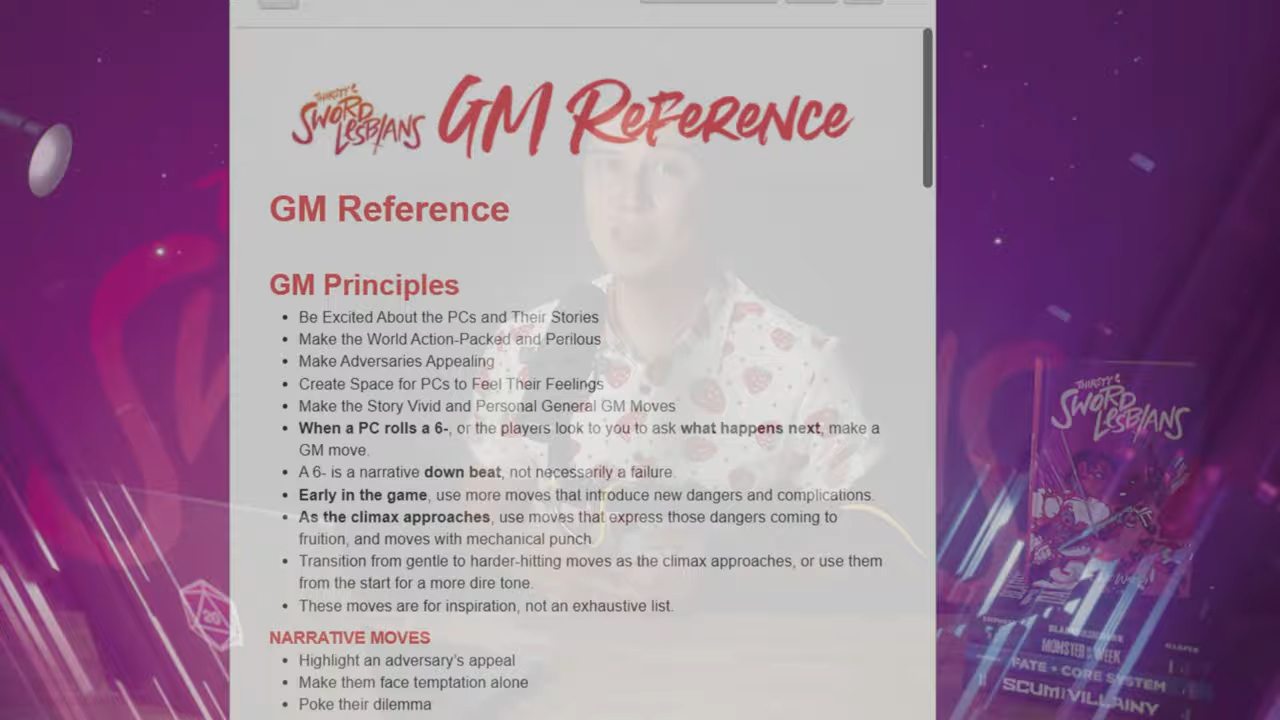 THIRSTY
SWORD
LESBIANS
GM REFERENCE
GM Reference
GM Principles
• Be Excited About the PCs and Their Stories
• Make the World Action-Packed and Perilous
• Make Adversaries Appealing
• Create Space for PCs to Feel Their Feelings
• Make the Story Vivid and Personal General GM Moves
• When a PC rolls a 6-, or the players look to you to ask what happens next, make a
GM move.
• A 6- is a narrative down beat, not necessarily a failure.
• Early in the game, use more moves that introduce new dangers and complications.
• As the climax approaches, use moves that express those dangers coming to
fruition, and moves with mechanical punch
• Transition from gentle to harder-hitting moves as the climax approaches, or use them
from the start for a more dire tone.
• These moves are for inspiration, not an exhaustive list.
NARRATIVE MOVES
• Highlight an adversary's appeal
• Make them face temptation alone
• Poke their dilemma
20
THIRSTY
SWORD
LESBIANS
MONSTER OF THE WEEK
FATE • CORE SYSTEM
SCUM VILLAINY